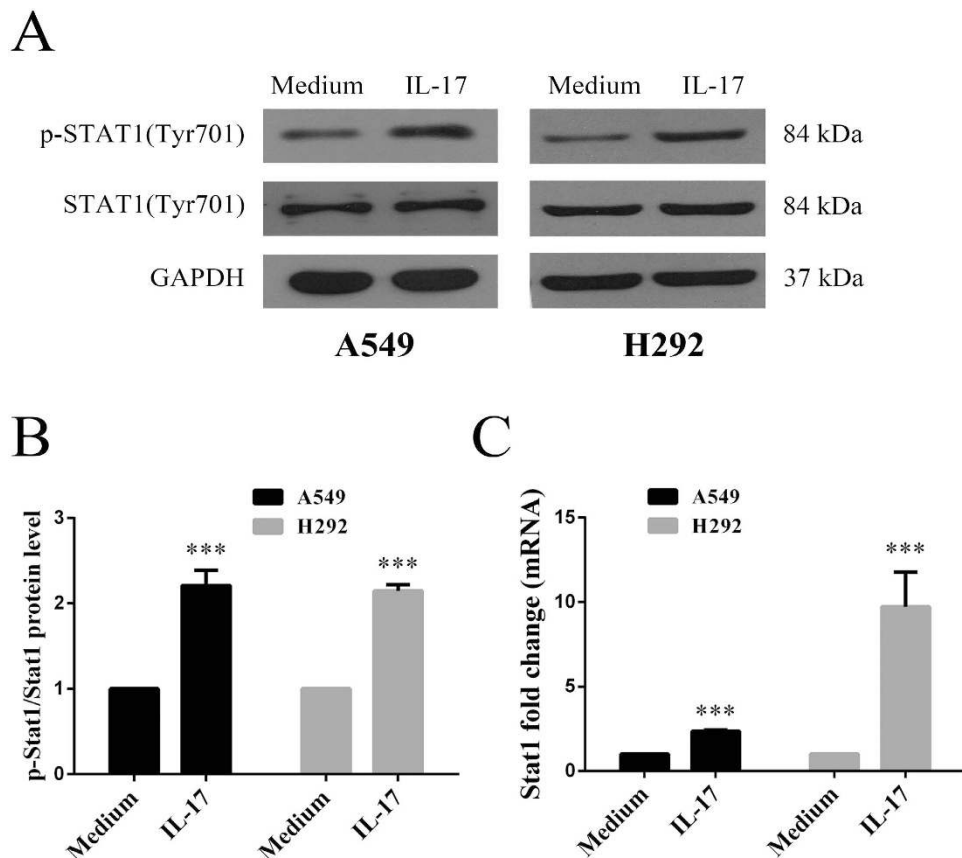 A
Medium IL-17 Medium IL-17
p-STAT1(Tyr701) 84 kDa
STAT1(Tyr701) 84 kDa
GAPDH 37 kDa
A549 H292
B
A549
H292
p-Stat1/Stat1 protein level
3
2
1
0
***
***
Medium IL-17 Medium IL-17
C
A549
H292
Stat1 fold change (mRNA)
15
10
5
0
***
***
Medium IL-17 Medium IL-17